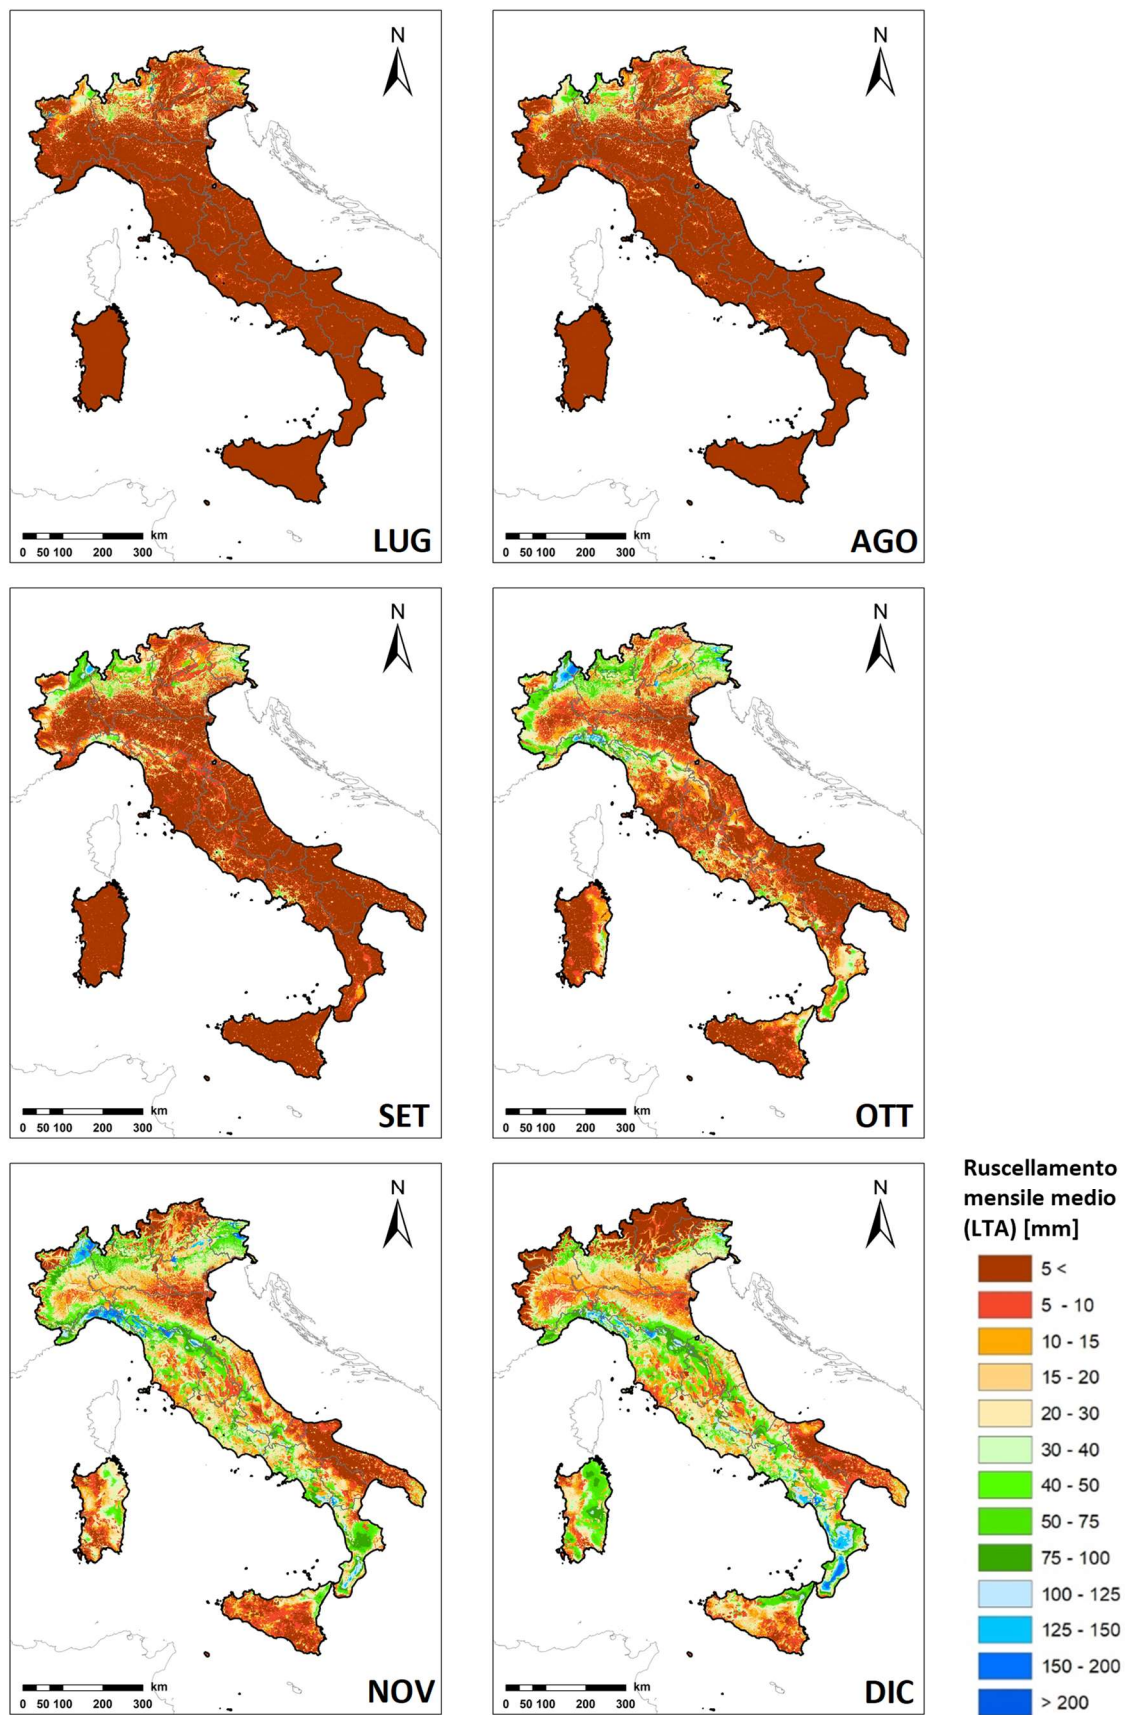 N
N
km
0 50 100 200 300
LUG
km
0 50 100 200 300
AGO
N
N
km
0 50 100 200 300
SET
km
0 50 100 200 300
OTT
N
N
km
0 50 100 200 300
NOV
km
0 50 100 200 300
DIC
Ruscellamento
mensile medio
(LTA) [mm]
5 <
5 - 10
10 - 15
15 - 20
20 - 30
30 - 40
40 - 50
50 - 75
75 - 100
100 - 125
125 - 150
150 - 200
> 200